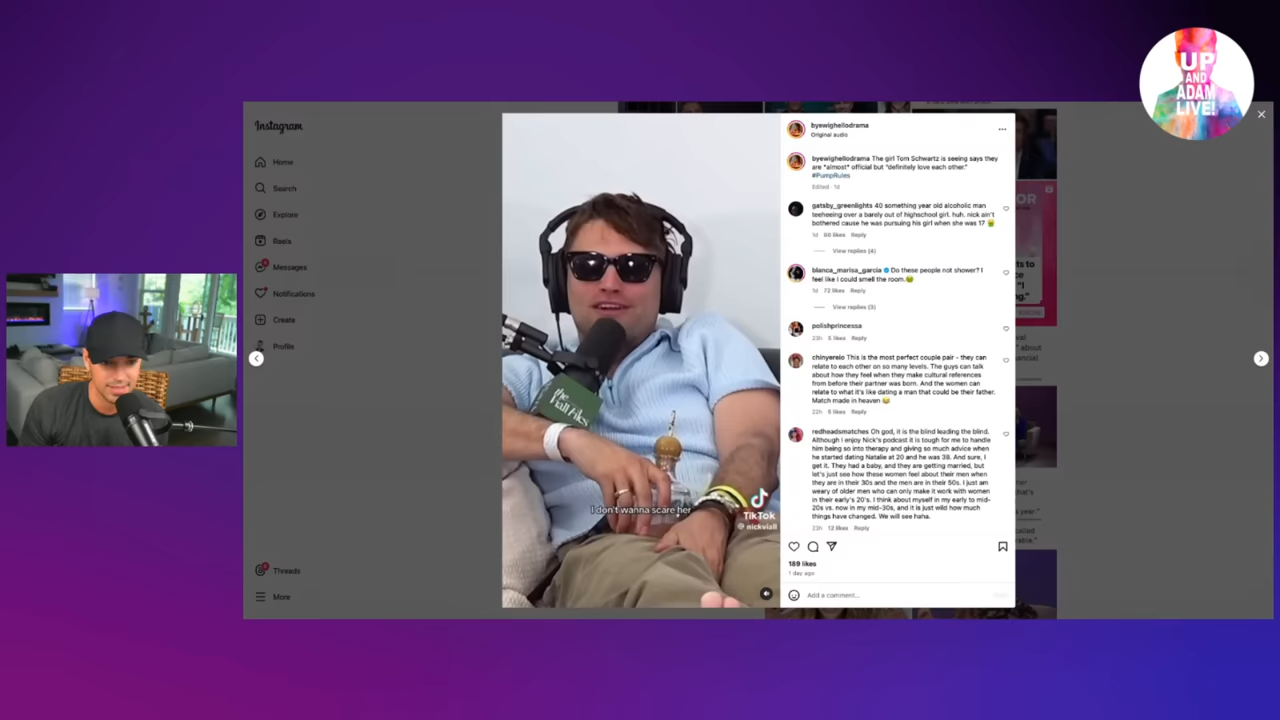 UP
AND
ADAM
LIVE!
Instagram
Home
Search
Explore
Reels
Messages
Notifications
Create
Profile
Threads
More
the
viall files
I don't wanna scare her
TikTok
nickviall
byewighellodrama
Original audio
byewighellodrama The girl Tom Schwartz is seeing says they
are *almost* official but "definitely love each other."
#PumpRules
Edited · 1d
gatsby_greenlights 40 something year old alcoholic man
teeheeing over a barely out of highschool girl. huh. nick ain't
bothered cause he was pursuing his girl when she was 17
1d 60 likes Reply
View replies (4)
bianca_marisa_garcia Do these people not shower? I
feel like I could smell the room.
1d 72 likes Reply
View replies (3)
polishprincessa
23h 5 likes Reply
chinyereio This is the most perfect couple pair - they can
relate to each other on so many levels. The guys can talk
about how they feel when they make cultural references
from before their partner was born. And the women can
relate to what it's like dating a man that could be their father.
Match made in heaven
22h 6 likes Reply
redheadsmatches Oh god, it is the blind leading the blind.
Although I enjoy Nick's podcast it is tough for me to handle
him being so into therapy and giving so much advice when
he started dating Natalie at 20 and he was 38. And sure, I
get it. They had a baby, and they are getting married, but
let's just see how these women feel about their men when
they are in their 30s and the men are in their 50s. I just am
weary of older men who can only make it work with women
in their early's 20's. I think about myself in my early to mid-
20s vs. now in my mid-30s, and it is just wild how much
things have changed. We will see haha.
23h 12 likes Reply
189 likes
1 day ago
Add a comment...